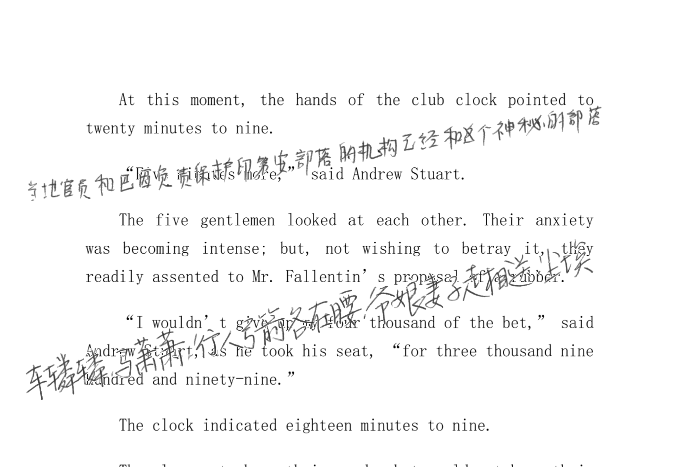 At this moment, the hands of the club clock pointed to
twenty minutes to nine.
当地官员和巴西负责保护印第安部落的机构已经和这个神秘的部落
said Andrew Stuart.
The five gentlemen looked at each other. Their anxiety
was becoming intense; but, not wishing to betray it, they
readily assented to Mr. Fallentin's proposal of a rubber.
“I wouldn't give up my four thousand of the bet,” said
车辚辚,马萧萧,行人弓箭各在腰,爷娘妻子走相送,尘埃
Andrew Stuart, as he took his seat, “for three thousand nine
hundred and ninety-nine.”
The clock indicated eighteen minutes to nine.